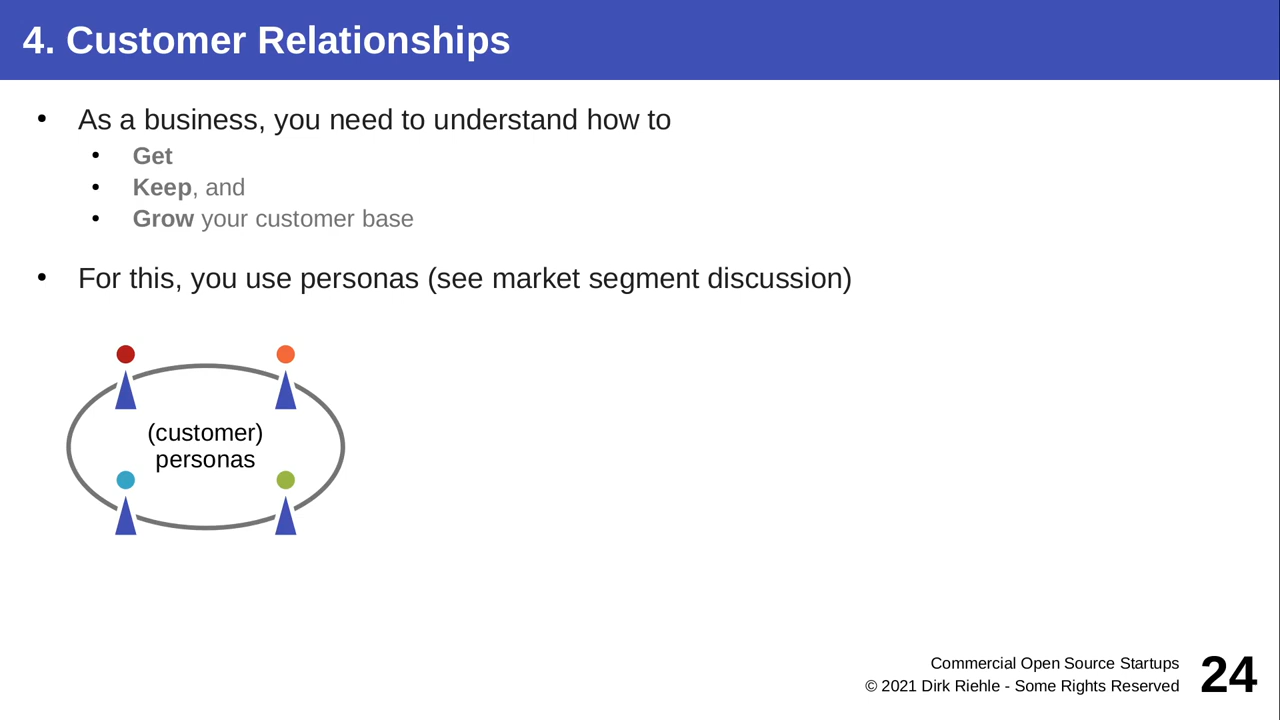 4. Customer Relationships
• As a business, you need to understand how to
• Get
• Keep, and
• Grow your customer base
• For this, you use personas (see market segment discussion)
(customer)
personas
Commercial Open Source Startups
© 2021 Dirk Riehle - Some Rights Reserved
24